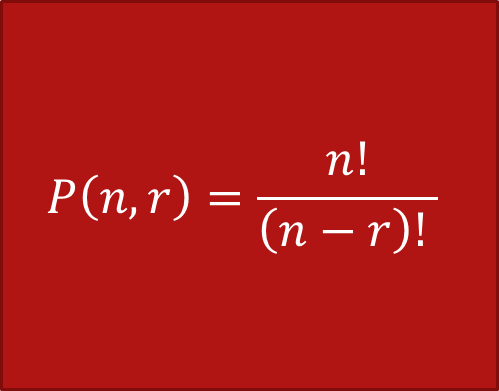 P(n, r) = n! / (n − r)!